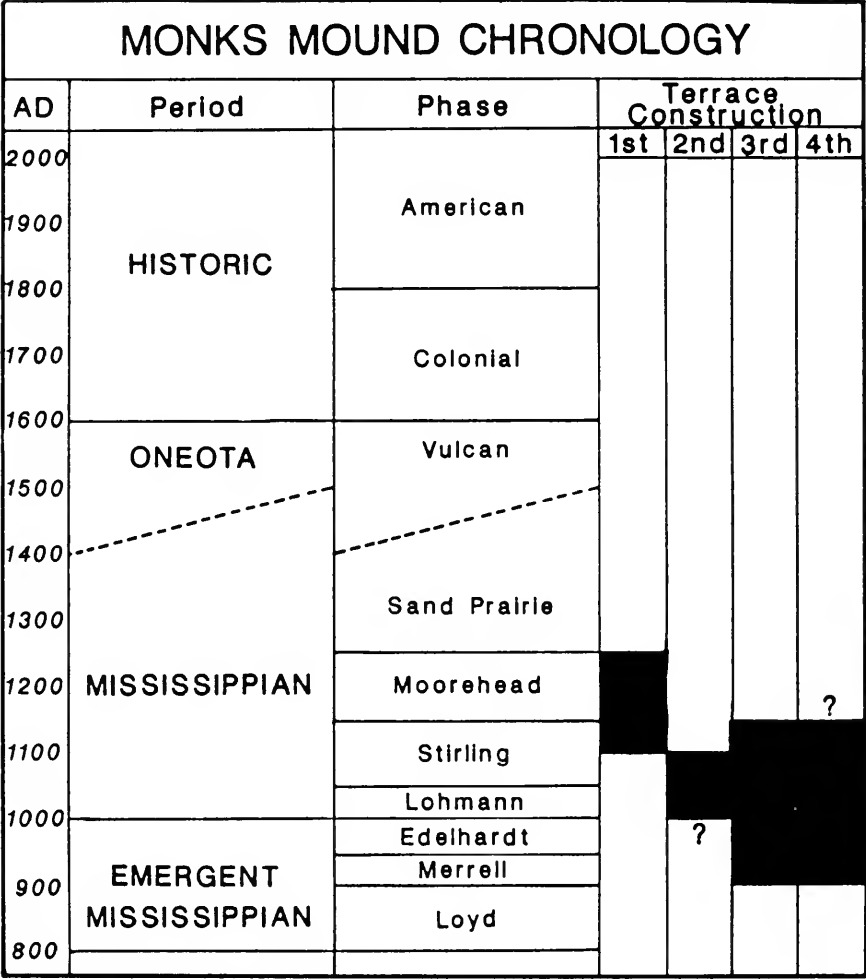 MONKS MOUND CHRONOLOGY
AD Period Phase Terrace Construction
1st 2nd 3rd 4th
2000
American
1900
HISTORIC
1800
1700 Colonial
1600
ONEOTA Vulcan
1500
1400
Sand Prairie
1300
1200 MISSISSIPPIAN Moorehead
?
1100 Stirling
Lohmann
1000
Edelhardt ?
Merrell
EMERGENT
900
MISSISSIPPIAN Loyd
800